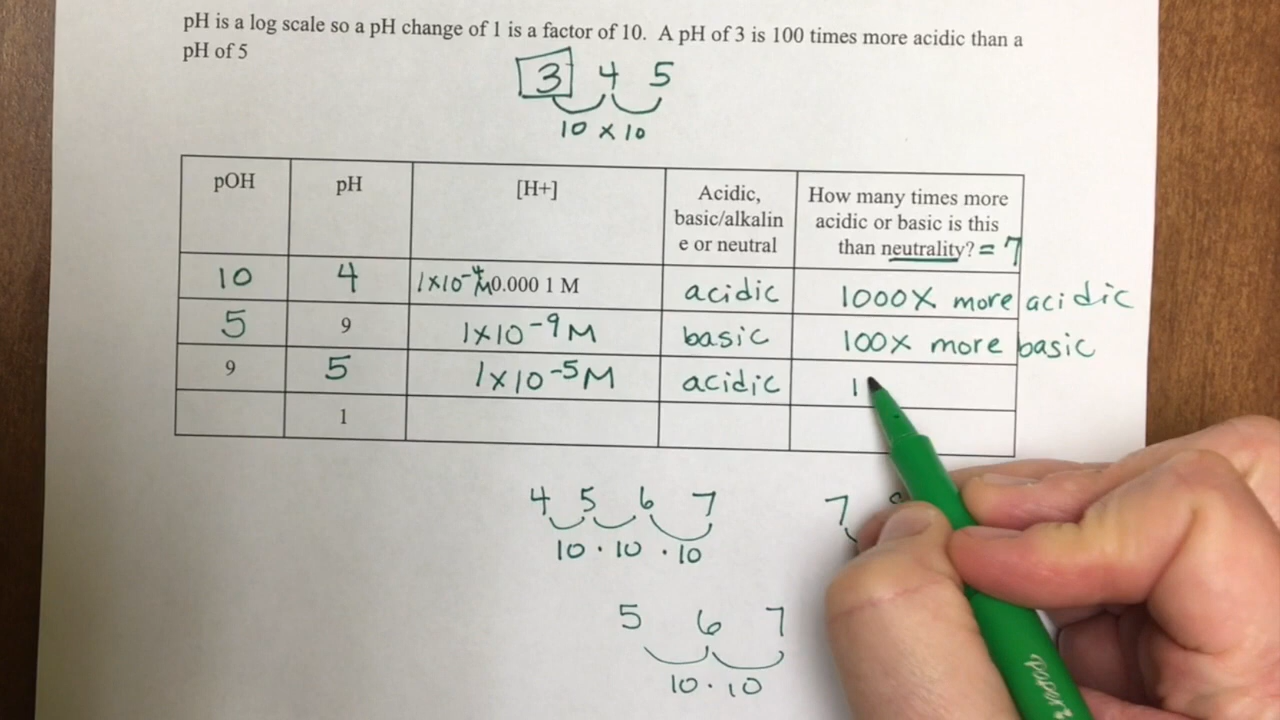 pH is a log scale so a pH change of 1 is a factor of 10. A pH of 3 is 100 times more acidic than a
pH of 5
3 4 5
10 x 10
pOH pH [H+] Acidic, basic/alkalin e or neutral How many times more acidic or basic is this than neutrality? = 7
10 4 1x10⁻⁴M 0.000 1 M acidic 1000X more acidic
5 9 1x10⁻⁹M basic 100x more basic
9 5 1x10⁻⁵M acidic 1
1
4 5 6 7 7
10 · 10 · 10
5 6 7
10 · 10